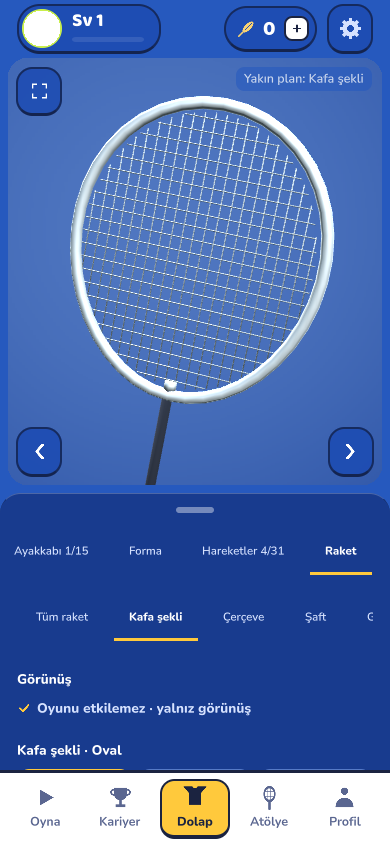 Sv 1
0
+
Yakın plan: Kafa şekli
Ayakkabı 1/15 Forma Hareketler 4/31 Raket
Tüm raket Kafa şekli Çerçeve Şaft
Görünüş
Oyunu etkilemez · yalnız görünüş
Kafa şekli · Oval
Oyna Kariyer Dolap Atölye Profil